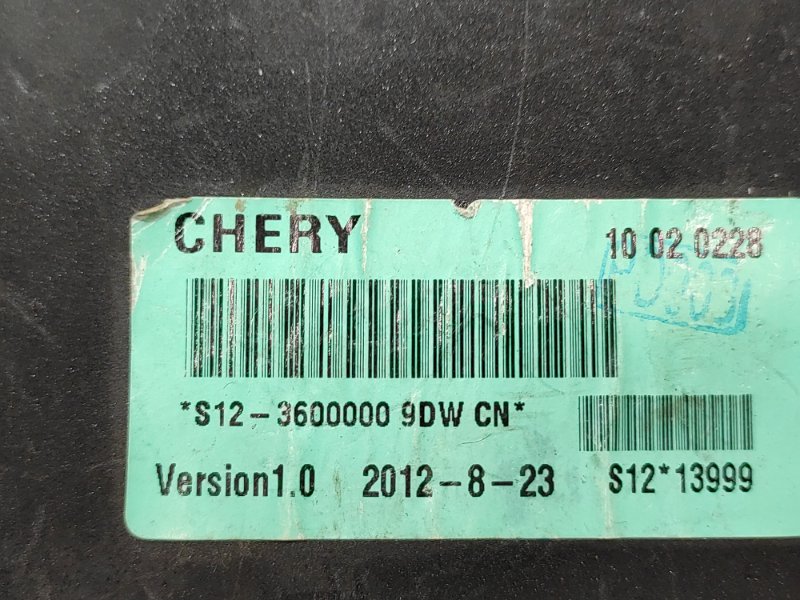 CHERY
10 02 0228
*S12-3600000 9DW CN*
Version1.0 2012-8-23
S12*13999